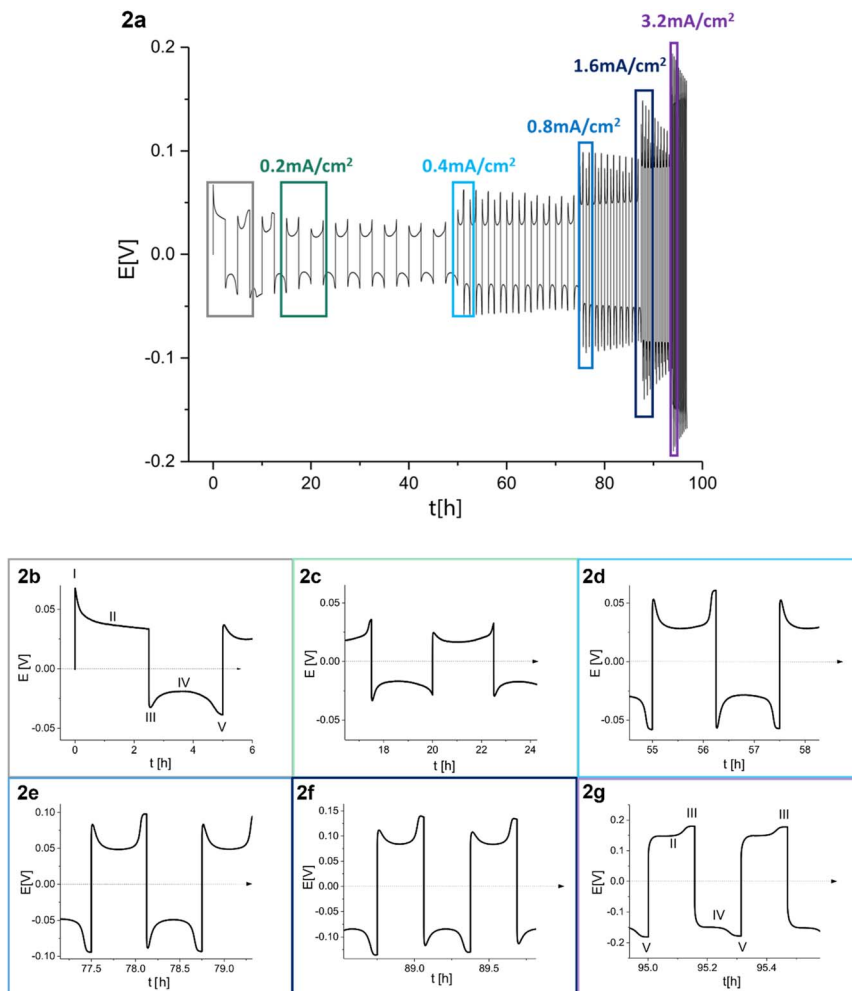 2a
3.2mA/cm²
1.6mA/cm²
0.8mA/cm²
0.4mA/cm²
0.2mA/cm²
E[V]
0.2
0.1
0.0
-0.1
-0.2
0 20 40 60 80 100
t[h]
2b
I
II
III
IV
V
E [V]
0.05
0.00
-0.05
0 2 4 6
t [h]
2c
E [V]
0.05
0.00
-0.05
18 20 22 24
t [h]
2d
E [V]
0.05
0.00
-0.05
55 56 57 58
t [h]
2e
E[V]
0.10
0.05
0.00
-0.05
-0.10
77.5 78.0 78.5 79.0
t [h]
2f
E[V]
0.15
0.10
0.05
0.00
-0.05
-0.10
89.0 89.5
t [h]
2g
III III
II
IV
V V
E[V]
0.2
0.1
0.0
-0.1
-0.2
95.0 95.2 95.4
t[h]